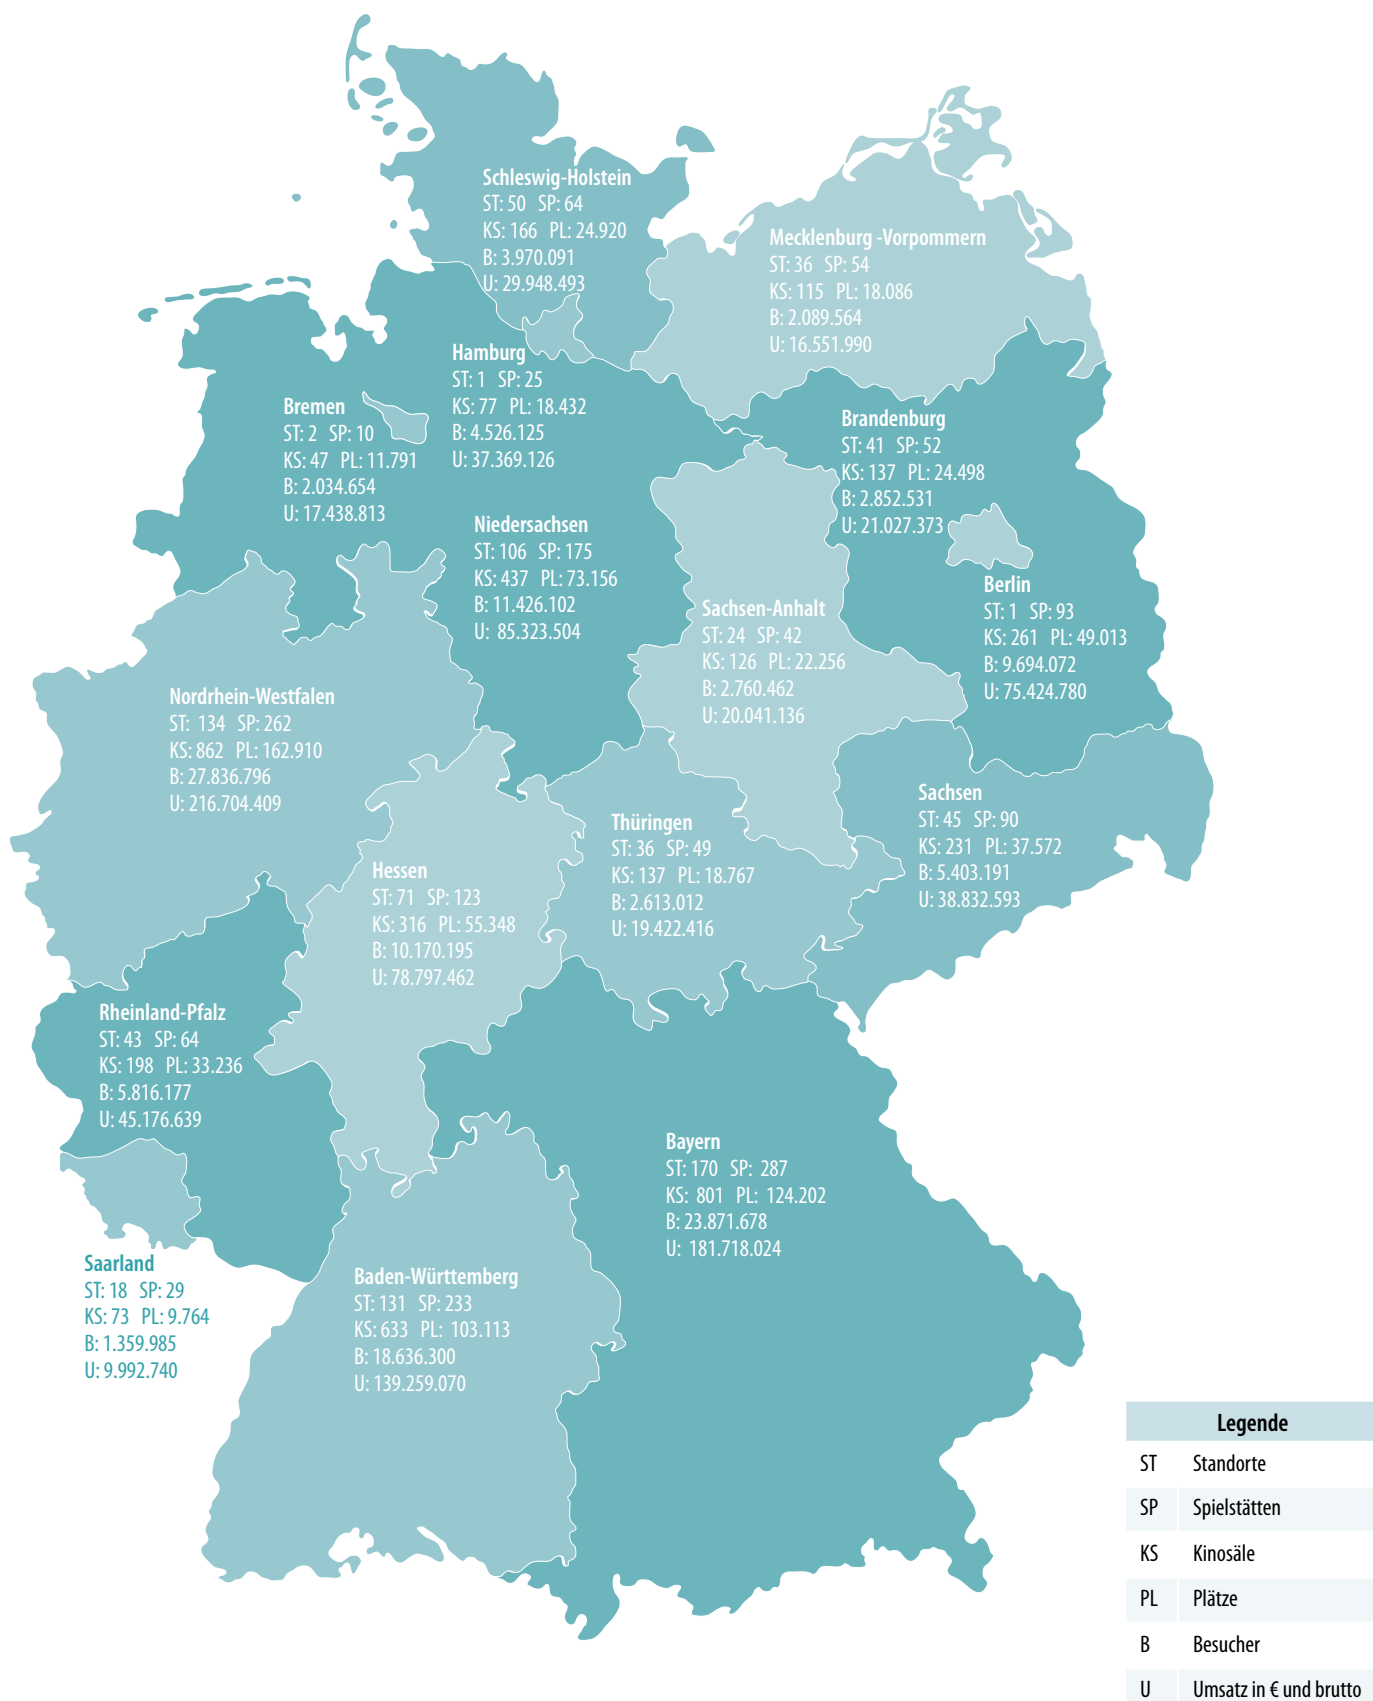 Schleswig-Holstein
ST: 50 SP: 64
KS: 166 PL: 24.920
B: 3.970.091
U: 29.948.493
Mecklenburg -Vorpommern
ST: 36 SP: 54
KS: 115 PL: 18.086
B: 2.089.564
U: 16.551.990
Hamburg
ST: 1 SP: 25
KS: 77 PL: 18.432
B: 4.526.125
U: 37.369.126
Bremen
ST: 2 SP: 10
KS: 47 PL: 11.791
B: 2.034.654
U: 17.438.813
Brandenburg
ST: 41 SP: 52
KS: 137 PL: 24.498
B: 2.852.531
U: 21.027.373
Niedersachsen
ST: 106 SP: 175
KS: 437 PL: 73.156
B: 11.426.102
U: 85.323.504
Berlin
ST: 1 SP: 93
KS: 261 PL: 49.013
B: 9.694.072
U: 75.424.780
Sachsen-Anhalt
ST: 24 SP: 42
KS: 126 PL: 22.256
B: 2.760.462
U: 20.041.136
Nordrhein-Westfalen
ST: 134 SP: 262
KS: 862 PL: 162.910
B: 27.836.796
U: 216.704.409
Sachsen
ST: 45 SP: 90
KS: 231 PL: 37.572
B: 5.403.191
U: 38.832.593
Thüringen
ST: 36 SP: 49
KS: 137 PL: 18.767
B: 2.613.012
U: 19.422.416
Hessen
ST: 71 SP: 123
KS: 316 PL: 55.348
B: 10.170.195
U: 78.797.462
Rheinland-Pfalz
ST: 43 SP: 64
KS: 198 PL: 33.236
B: 5.816.177
U: 45.176.639
Bayern
ST: 170 SP: 287
KS: 801 PL: 124.202
B: 23.871.678
U: 181.718.024
Saarland
ST: 18 SP: 29
KS: 73 PL: 9.764
B: 1.359.985
U: 9.992.740
Baden-Württemberg
ST: 131 SP: 233
KS: 633 PL: 103.113
B: 18.636.300
U: 139.259.070
Legende
ST Standorte
SP Spielstätten
KS Kinosäle
PL Plätze
B Besucher
U Umsatz in € und brutto